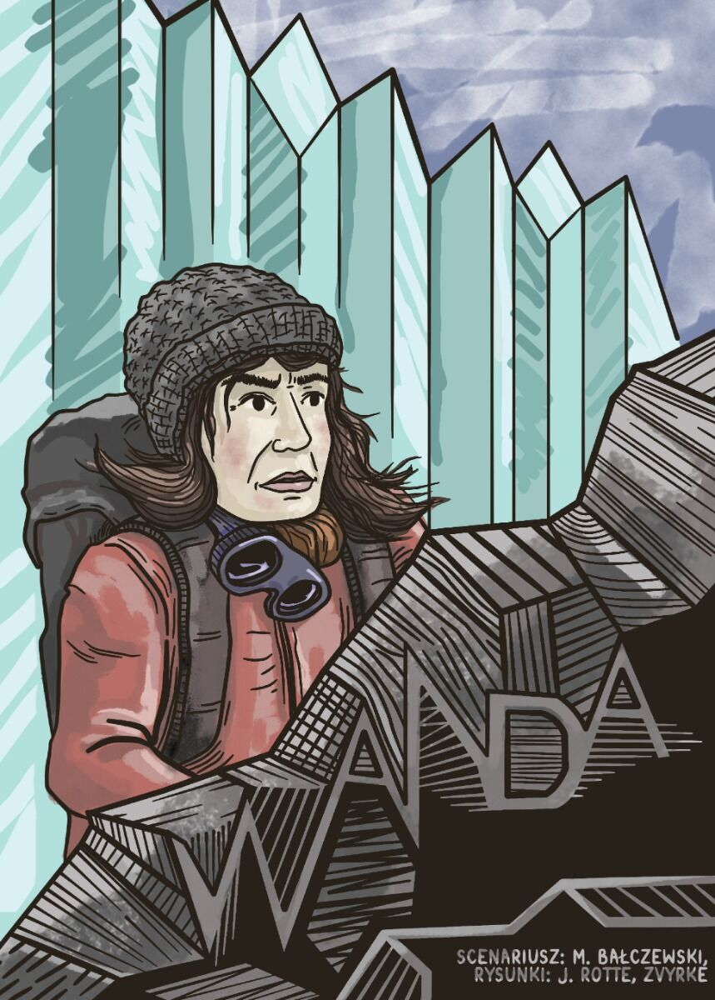 WANDA
SCENARIUSZ: M. BAŁCZEWSKI,
RYSUNKI: J. ROTTE, ZVYRKE